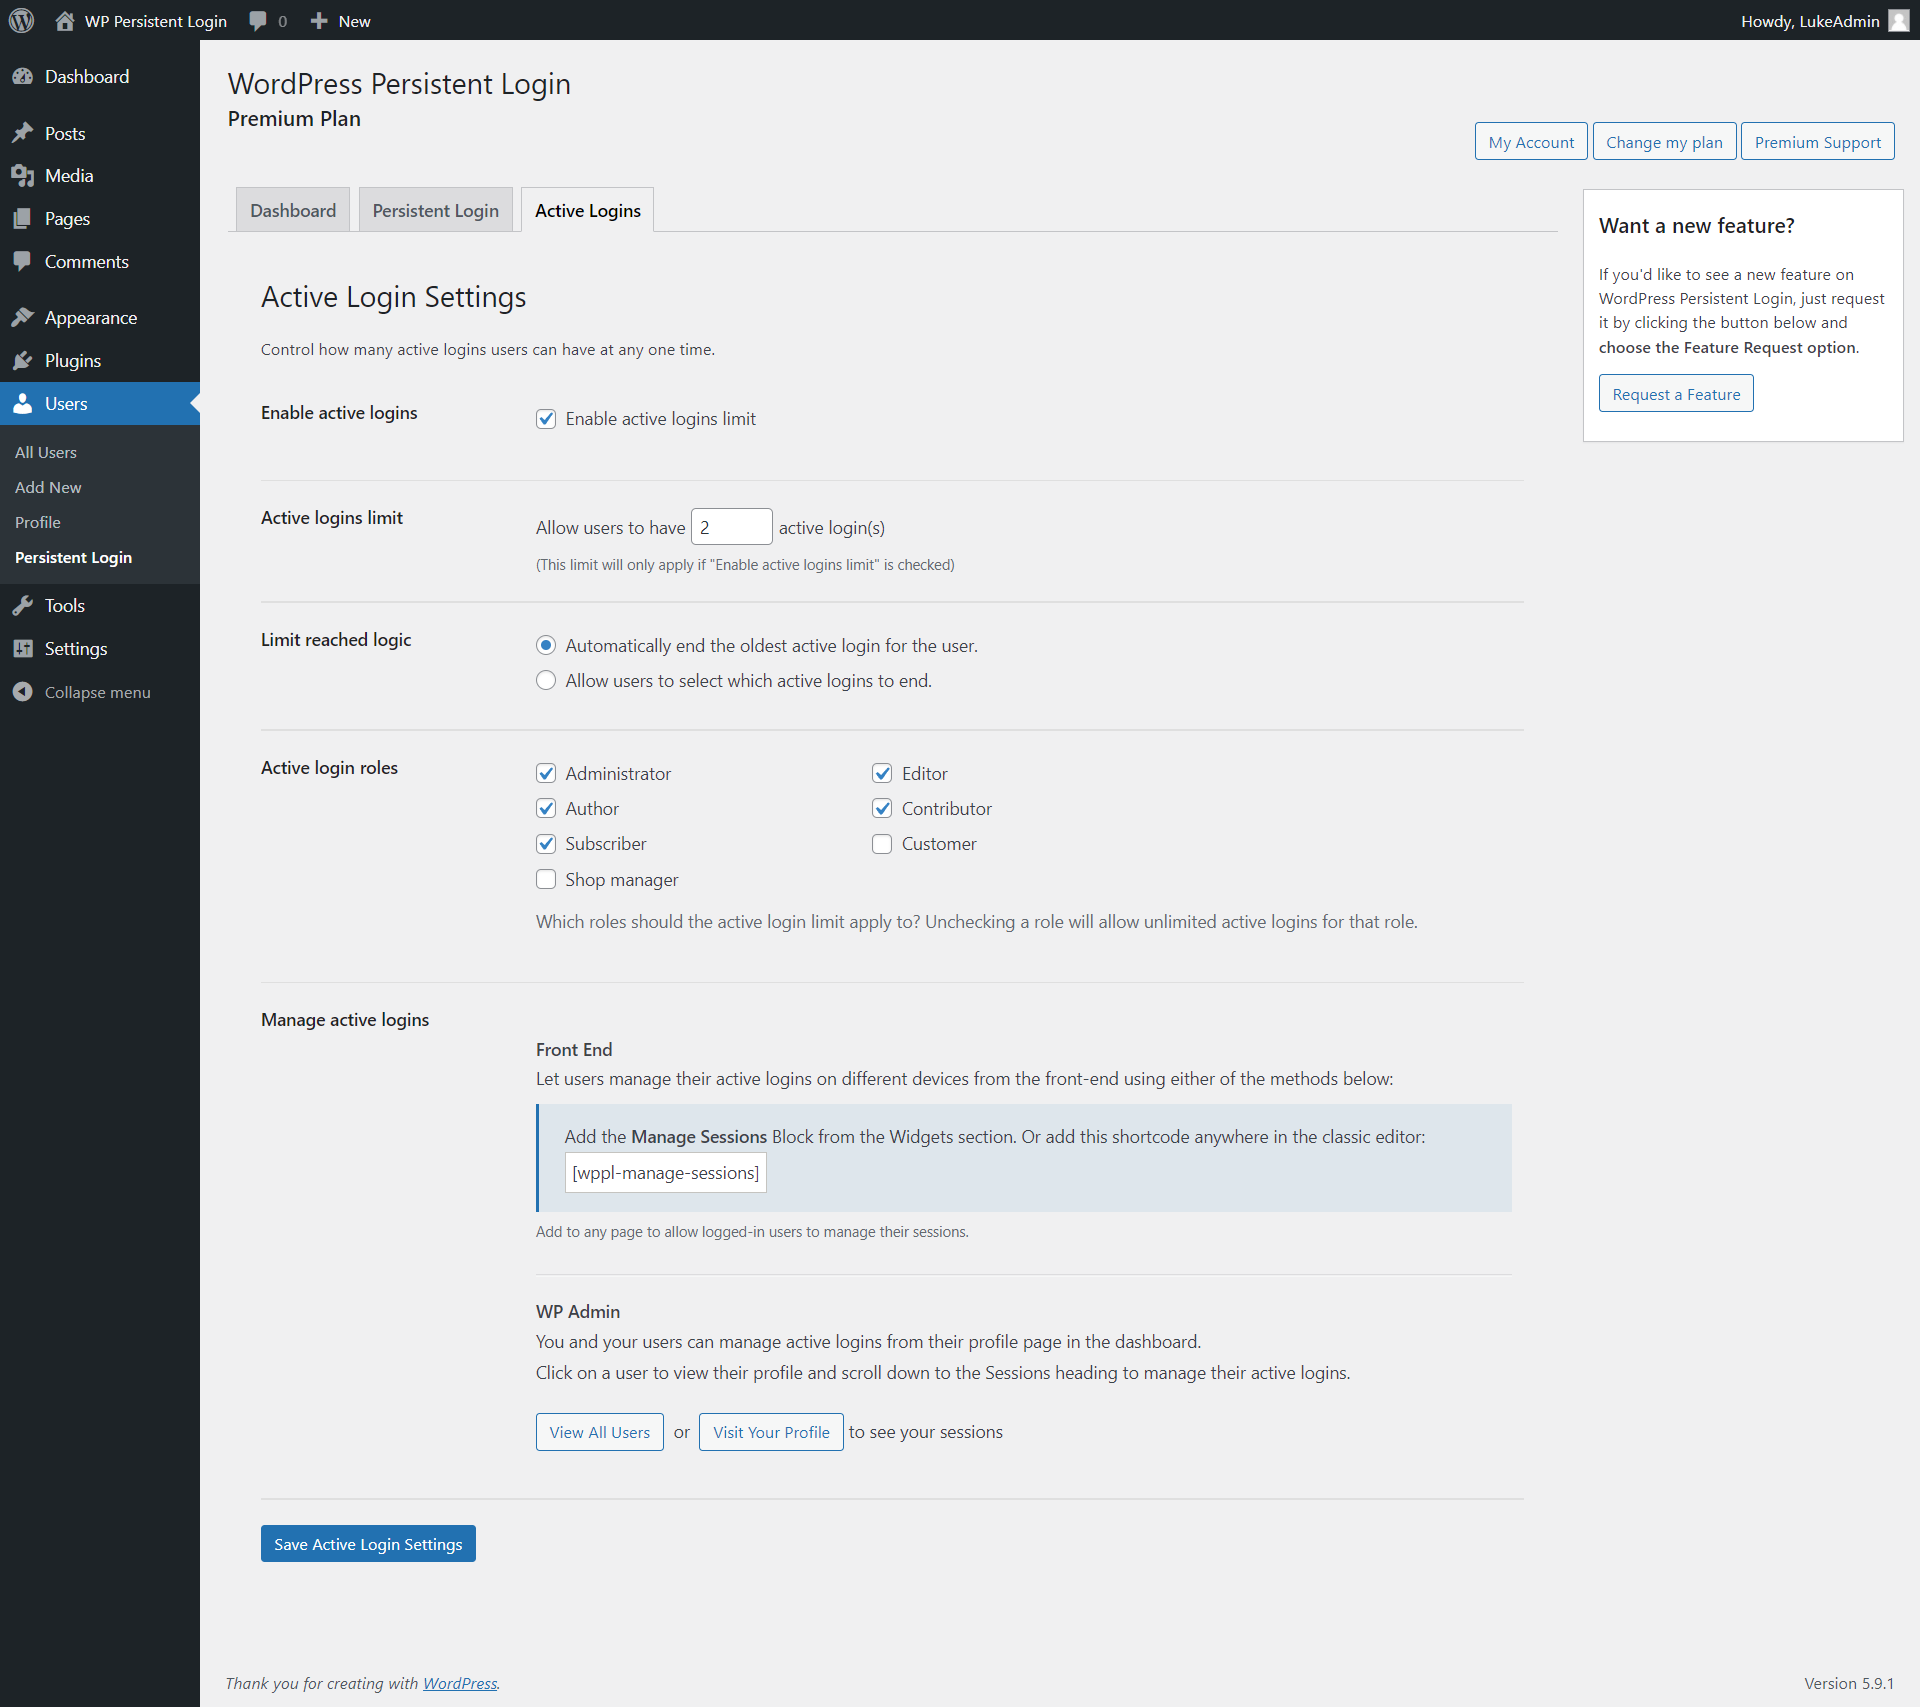 WP Persistent Login
0
New
Howdy, LukeAdmin
Dashboard
Posts
Media
Pages
Comments
Appearance
Plugins
Users
All Users
Add New
Profile
Persistent Login
Tools
Settings
Collapse menu
WordPress Persistent Login
Premium Plan
My Account
Change my plan
Premium Support
Dashboard
Persistent Login
Active Logins
Active Login Settings
Control how many active logins users can have at any one time.
Enable active logins
Enable active logins limit
Active logins limit
Allow users to have 2 active login(s)
(This limit will only apply if "Enable active logins limit" is checked)
Limit reached logic
Automatically end the oldest active login for the user.
Allow users to select which active logins to end.
Active login roles
Administrator
Editor
Author
Contributor
Subscriber
Customer
Shop manager
Which roles should the active login limit apply to? Unchecking a role will allow unlimited active logins for that role.
Manage active logins
Front End
Let users manage their active logins on different devices from the front-end using either of the methods below:
Add the Manage Sessions Block from the Widgets section. Or add this shortcode anywhere in the classic editor:
[wppl-manage-sessions]
Add to any page to allow logged-in users to manage their sessions.
WP Admin
You and your users can manage active logins from their profile page in the dashboard.
Click on a user to view their profile and scroll down to the Sessions heading to manage their active logins.
View All Users or Visit Your Profile to see your sessions
Save Active Login Settings
Want a new feature?
If you'd like to see a new feature on
WordPress Persistent Login, just request
it by clicking the button below and
choose the Feature Request option.
Request a Feature
Thank you for creating with WordPress.
Version 5.9.1